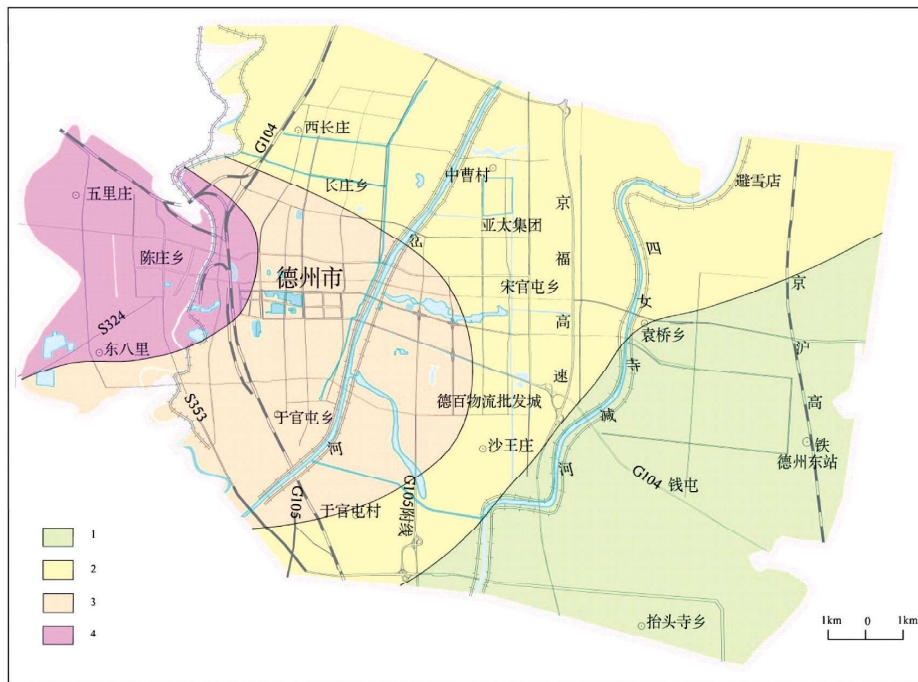 G104
西长庄
五里庄
长庄乡
中曹村
避雪店
亚太集团
京福高速
岔河
四女寺减河
陈庄乡
德州市
宋官屯乡
京沪高铁
S324
东八里
袁桥乡
S353
于官屯乡
德百物流批发城
沙王庄
德州东站
G104
钱屯
G105
于官屯村
G105附线
抬头寺乡
1
2
3
4
1km 0 1km